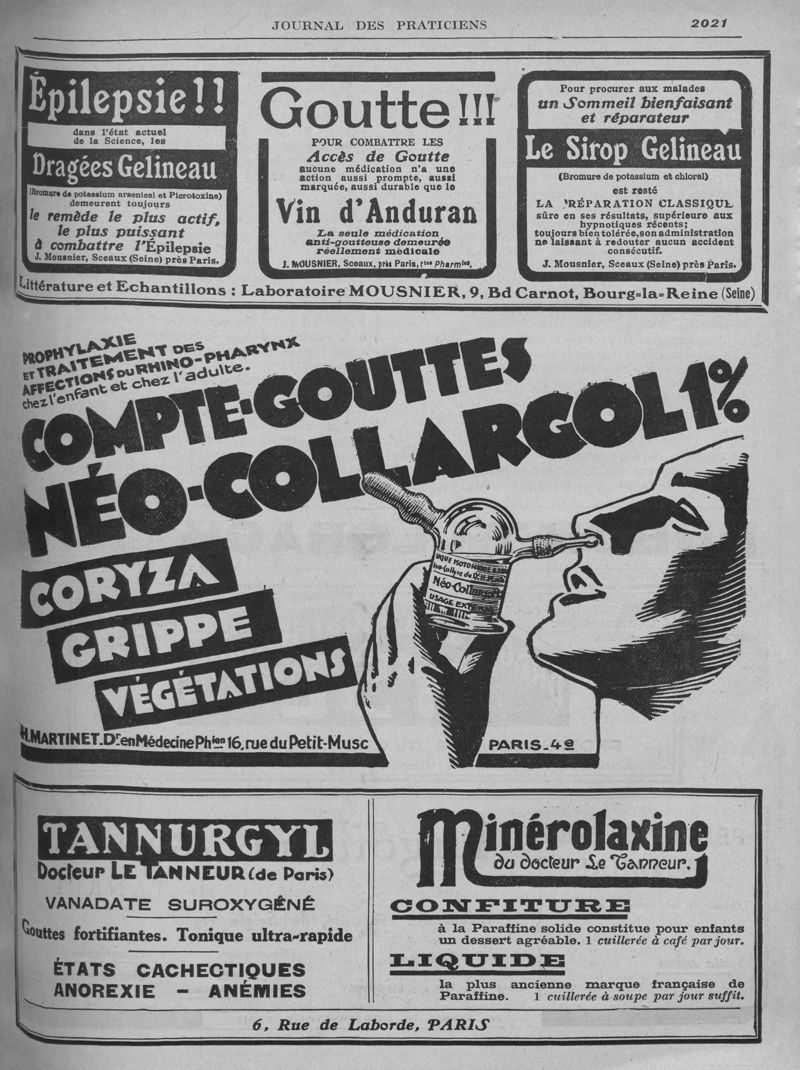 JOURNAL DES PRATICIENS
2021
Épilepsie!!
dans l'état actuel
de la Science, les
Dragées Gelineau
(Bromure de potassium arsenical et Picrotoxine)
demeurent toujours
le remède le plus actif,
le plus puissant
à combattre l'Épilepsie
J. Mousnier, Sceaux (Seine) près Paris.
Goutte!!!
POUR COMBATTRE LES
Accès de Goutte
aucune médication n'a une
action aussi prompte, aussi
marquée, aussi durable que le
Vin d'Anduran
La seule médication
anti-goutteuse demeurée
réellement médicale
J. MOUSNIER, Sceaux, près Paris, Ttes Pharmies.
Pour procurer aux malades
un Sommeil bienfaisant
et réparateur
Le Sirop Gelineau
(Bromure de potassium et chloral)
est resté
LA PRÉPARATION CLASSIQUE
sûre en ses résultats, supérieure aux
hypnotiques récents;
toujours bien tolérée, son administration
ne laissant à redouter aucun accident
consécutif.
J. Mousnier, Sceaux (Seine) près Paris.
Littérature et Echantillons : Laboratoire MOUSNIER, 9, Bd Carnot, Bourg-la-Reine (Seine)
PROPHYLAXIE
ET TRAITEMENT DES
AFFECTIONS DU RHINO-PHARYNX
chez l'enfant et chez l'adulte.
COMPTE-GOUTTES
NÉO-COLLARGOL 1%
CORYZA
GRIPPE
VÉGÉTATIONS
Néo-Collargol
USAGE EXTERNE
H. MARTINET_Dr en Médecine Phien 16, rue du Petit-Musc PARIS_4e
TANNURGYL
Docteur LE TANNEUR (de Paris)
VANADATE SUROXYGÉNÉ
Gouttes fortifiantes. Tonique ultra-rapide
ÉTATS CACHECTIQUES
ANOREXIE - ANÉMIES
Minérolaxine
du docteur Le Tanneur.
CONFITURE
à la Paraffine solide constitue pour enfants
un dessert agréable. 1 cuillerée à café par jour.
LIQUIDE
la plus ancienne marque française de
Paraffine. 1 cuillerée à soupe par jour suffit.
6, Rue de Laborde, PARIS